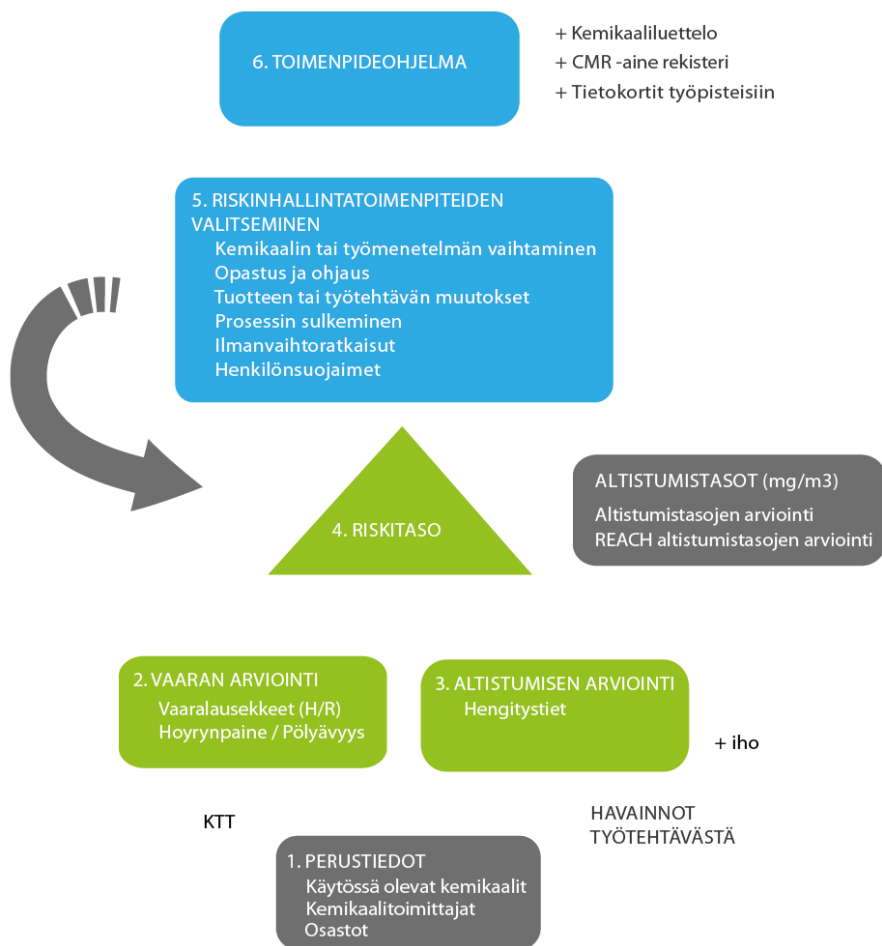 6. TOIMENPIDEOHJELMA
+ Kemikaaliluettelo
+ CMR -aine rekisteri
+ Tietokortit työpisteisiin
5. RISKINHALLINTATOIMENPITEIDEN
VALITSEMINEN
Kemikaalin tai työmenetelmän vaihtaminen
Opastus ja ohjaus
Tuotteen tai työtehtävän muutokset
Prosessin sulkeminen
Ilmanvaihtoratkaisut
Henkilönsuojaimet
4. RISKITASO
ALTISTUMISTASOT (mg/m3)
Altistumistasojen arviointi
REACH altistumistasojen arviointi
2. VAARAN ARVIOINTI
Vaaralausekkeet (H/R)
Hoyrynpaine / Pölyävyys
3. ALTISTUMISEN ARVIOINTI
Hengitystiet
+ iho
KTT
HAVAINNOT
TYÖTEHTÄVÄSTÄ
1. PERUSTIEDOT
Käytössä olevat kemikaalit
Kemikaalitoimittajat
Osastot